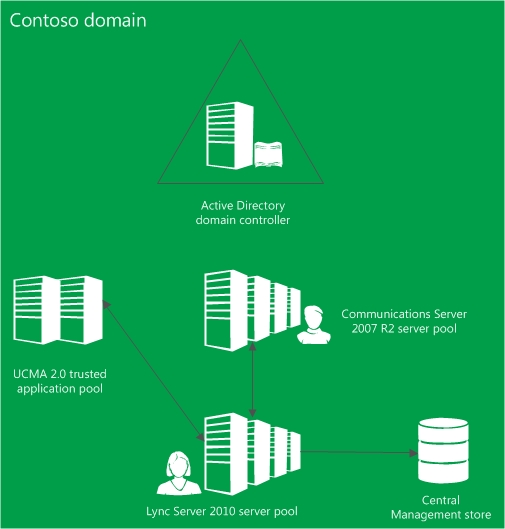 Contoso domain
Active Directory
domain controller
Communications Server
2007 R2 server pool
UCMA 2.0 trusted
application pool
Lync Server 2010 server pool
Central
Management store